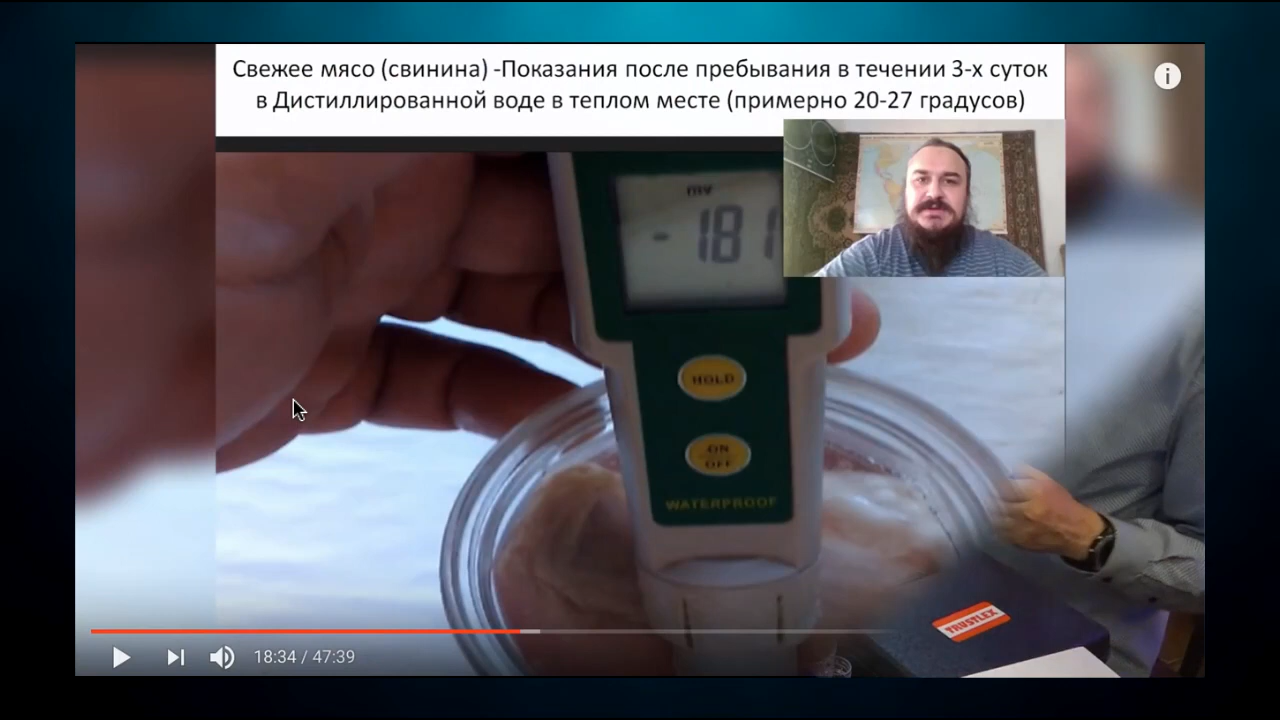 Свежее мясо (свинина) -Показания после пребывания в течении 3-х суток
в Дистиллированной воде в теплом месте (примерно 20-27 градусов)
i
mv
- 181
HOLD
ON
OFF
WATERPROOF
TRUSTLEX
18:34 / 47:39